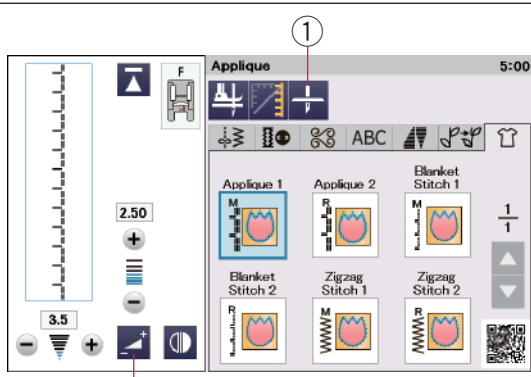 ①
F
Applique 5:00
ABC
Applique 1 Applique 2 Blanket
Stitch 1
M R M
2.50
1
1
Blanket
Stitch 2 Zigzag
Stitch 1 Zigzag
Stitch 2
R M R
3.5